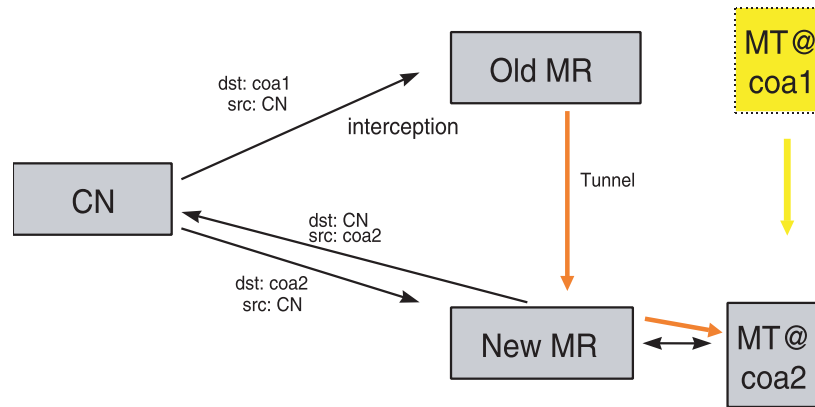 MT@
coa1
Old MR
dst: coa1
src: CN
interception
Tunnel
CN
dst: CN
src: coa2
dst: coa2
src: CN
New MR
MT@
coa2